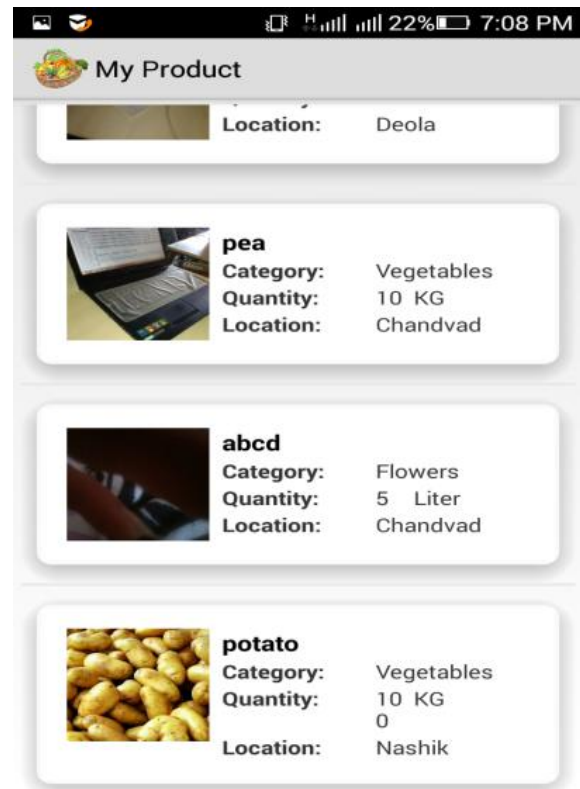 H 22% 7:08 PM
My Product
Location: Deola
pea
Category: Vegetables
Quantity: 10 KG
Location: Chandvad
abcd
Category: Flowers
Quantity: 5 Liter
Location: Chandvad
potato
Category: Vegetables
Quantity: 10 KG
0
Location: Nashik